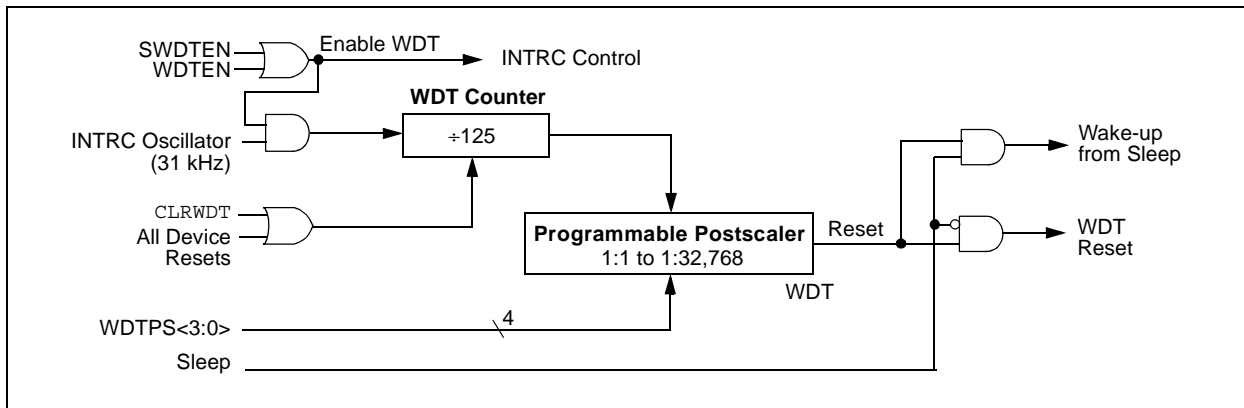 SWDTEN
WDTEN
Enable WDT
INTRC Control
WDT Counter
÷125
INTRC Oscillator
(31 kHz)
Wake-up
from Sleep
CLRWDT
All Device
Resets
Programmable Postscaler
1:1 to 1:32,768
Reset
WDT
WDT
Reset
4
WDTPS<3:0>
Sleep